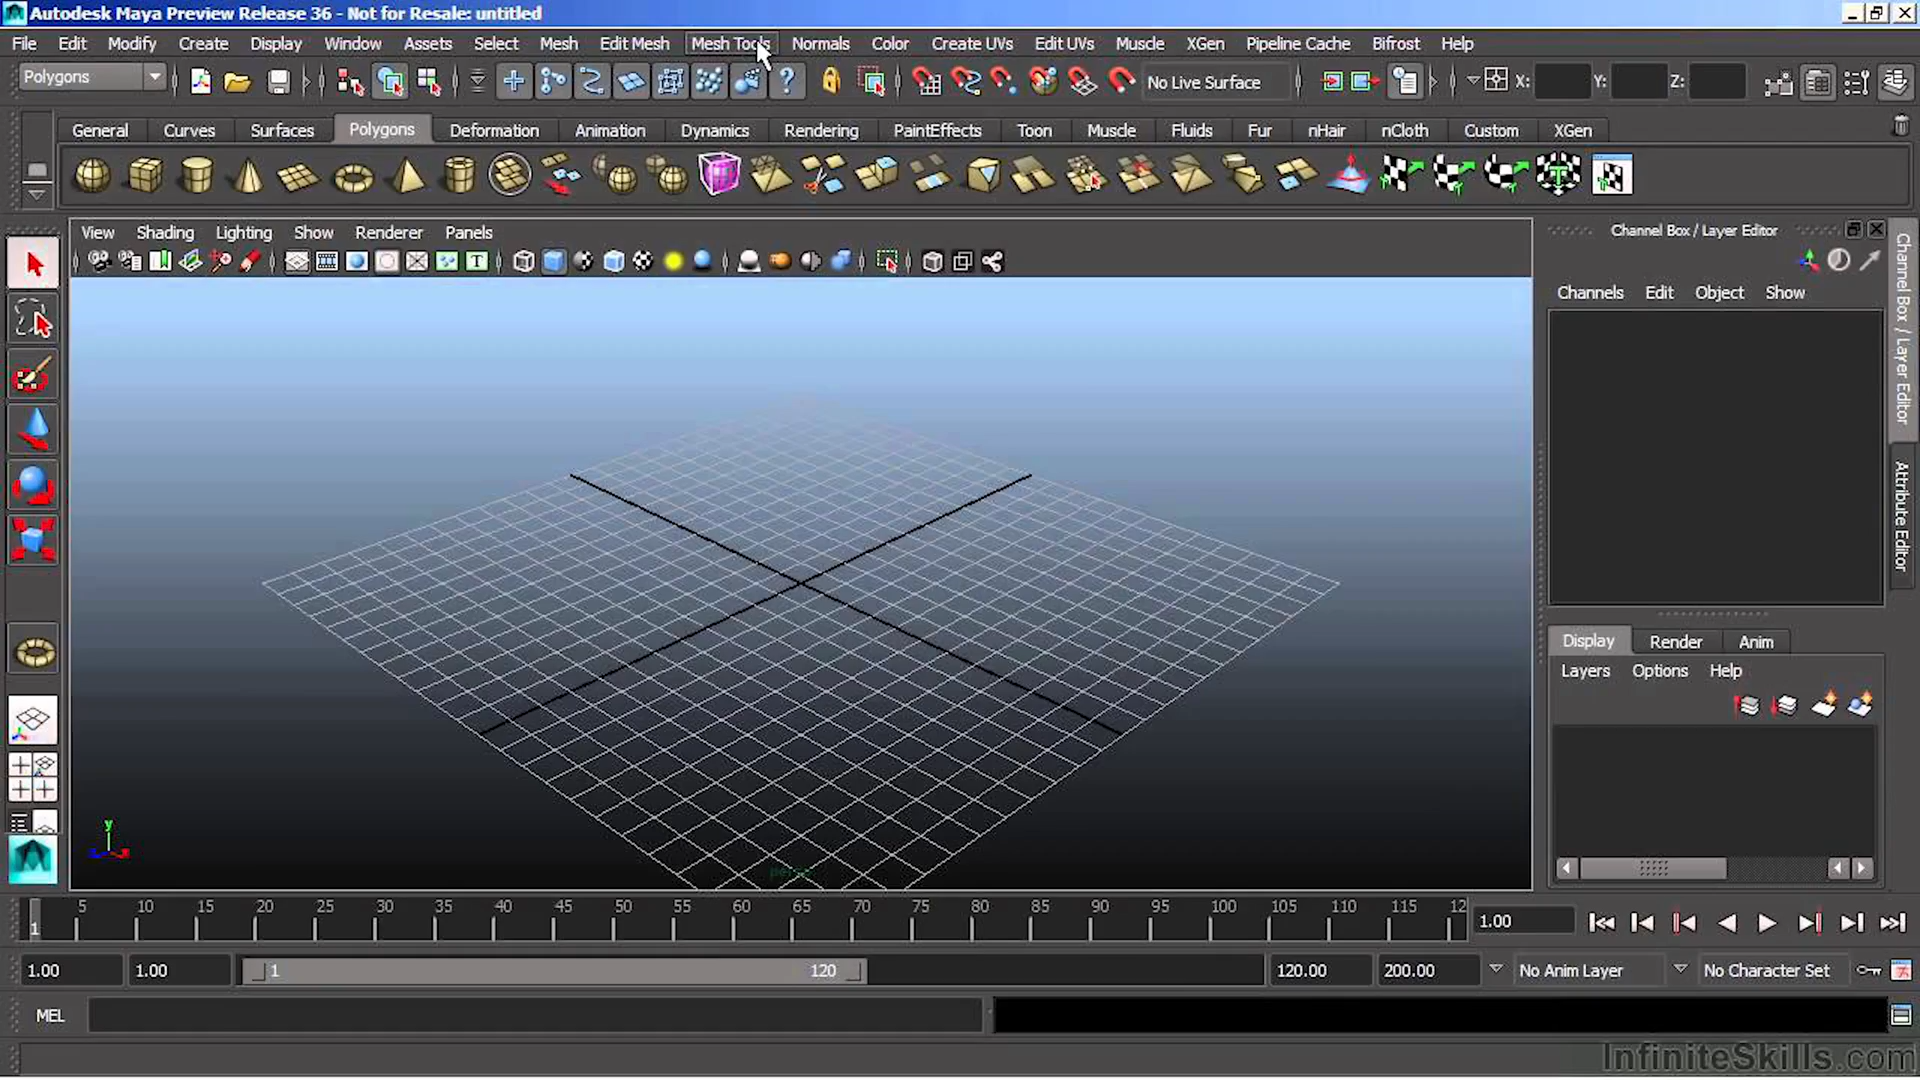 Autodesk Maya Preview Release 36 - Not for Resale: untitled
File Edit Modify Create Display Window Assets Select Mesh Edit Mesh Mesh Tools Normals Color Create UVs Edit UVs Muscle XGen Pipeline Cache Bifrost Help
Polygons No Live Surface X: Y: Z:
General Curves Surfaces Polygons Deformation Animation Dynamics Rendering PaintEffects Toon Muscle Fluids Fur nHair nCloth Custom XGen
View Shading Lighting Show Renderer Panels
Channel Box / Layer Editor
Channels Edit Object Show
Channel Box / Layer Editor
Attribute Editor
Display Render Anim
Layers Options Help
y
persp
1 5 10 15 20 25 30 35 40 45 50 55 60 65 70 75 80 85 90 95 100 105 110 115 12 1.00
1.00 1.00 1 120 120.00 200.00 No Anim Layer No Character Set
MEL
InfiniteSkills.com